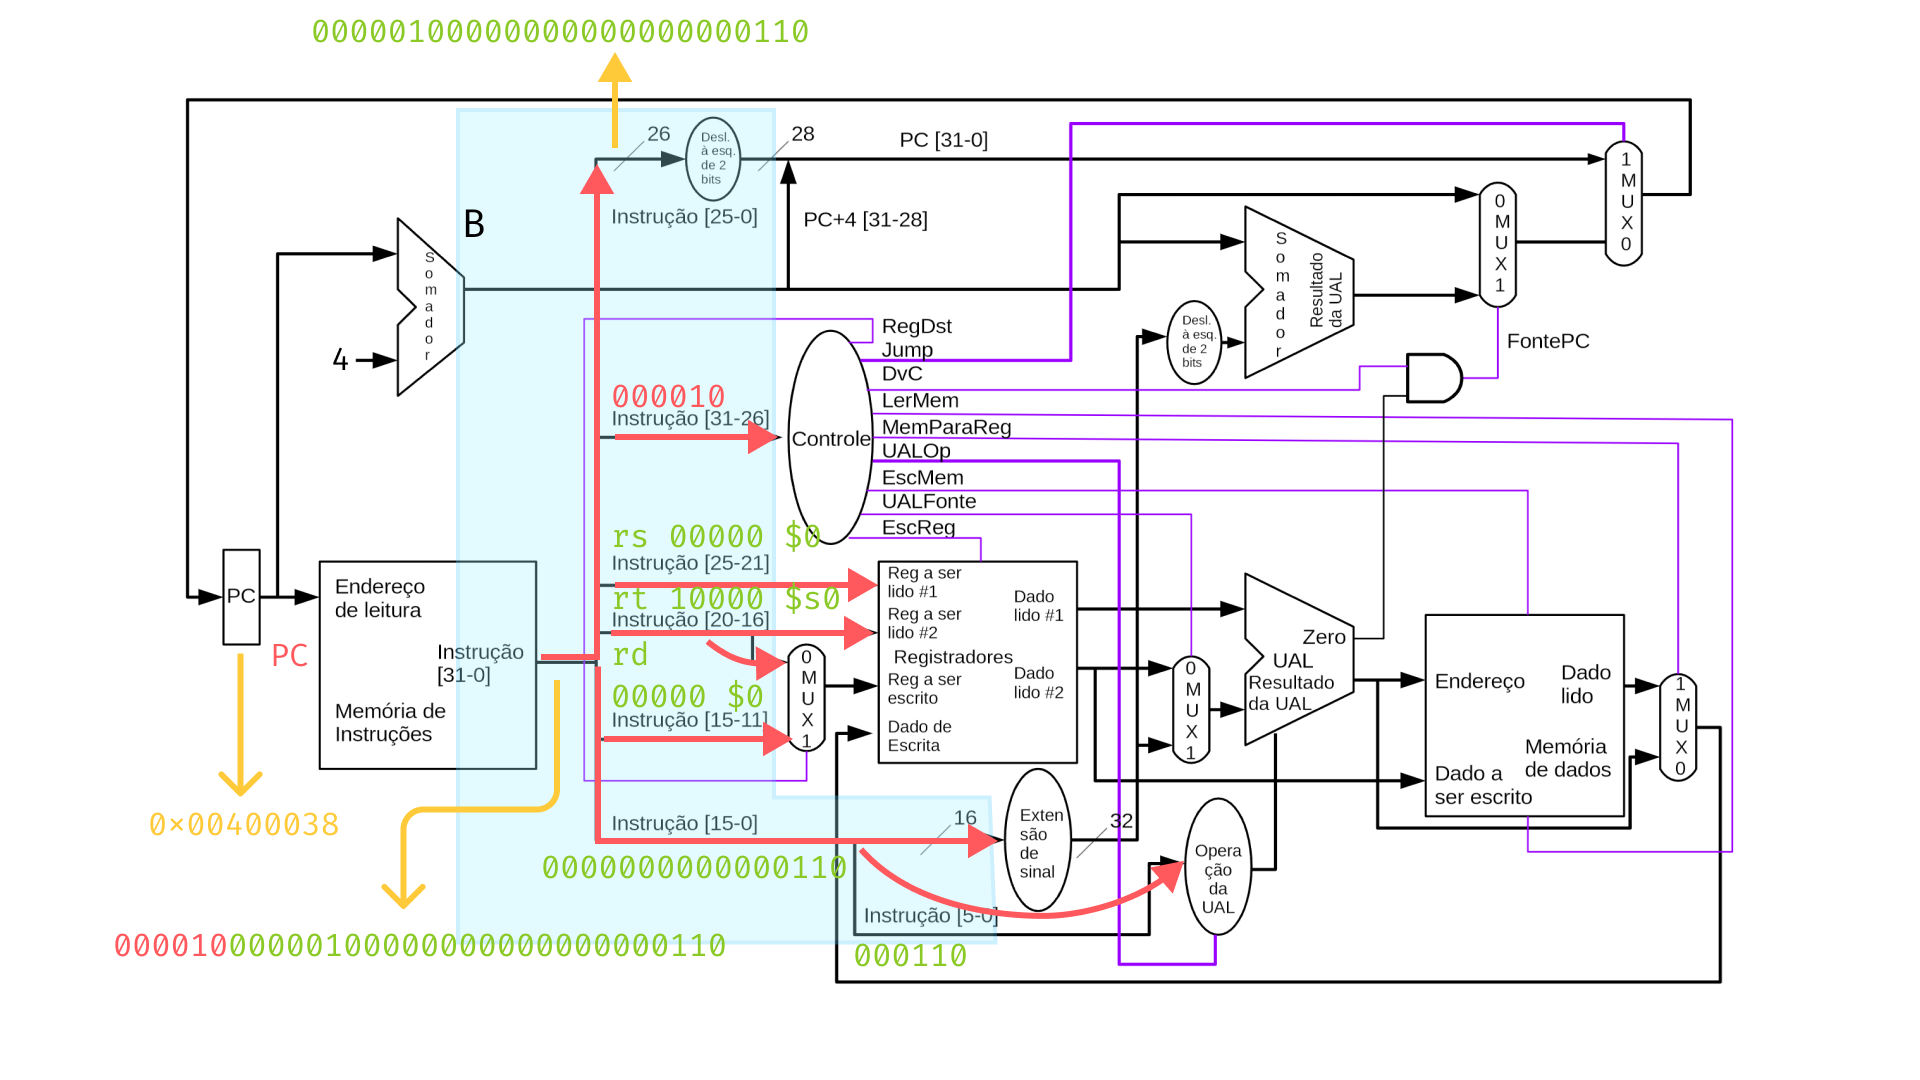 00000100000000000000000110
26
Desl.
à esq.
de 2
bits
28
PC [31-0]
1
M
U
X
0
Instrução [25-0]
PC+4 [31-28]
B
0
M
U
X
1
Somador
4
Somador
Resultado
da UAL
Desl.
à esq.
de 2
bits
FontePC
RegDst
Jump
DvC
LerMem
MemParaReg
UALOp
EscMem
UALFonte
EscReg
000010
Instrução [31-26]
Controle
rs 00000 $0
Instrução [25-21]
rt 10000 $s0
Instrução [20-16]
rd
00000 $0
Instrução [15-11]
0
M
U
X
1
PC
PC
Endereço
de leitura
Instrução
[31-0]
Memória de
Instruções
Reg a ser
lido #1
Reg a ser
lido #2
Registradores
Reg a ser
escrito
Dado de
Escrita
Dado
lido #1
Dado
lido #2
0
M
U
X
1
Zero
UAL
Resultado
da UAL
Endereço
Dado
lido
Memória
de dados
Dado a
ser escrito
1
M
U
X
0
0×00400038
Instrução [15-0]
16
Exten
são
de
sinal
32
0000000000000110
Opera
ção
da
UAL
Instrução [5-0]
000110
00001000000100000000000000000110